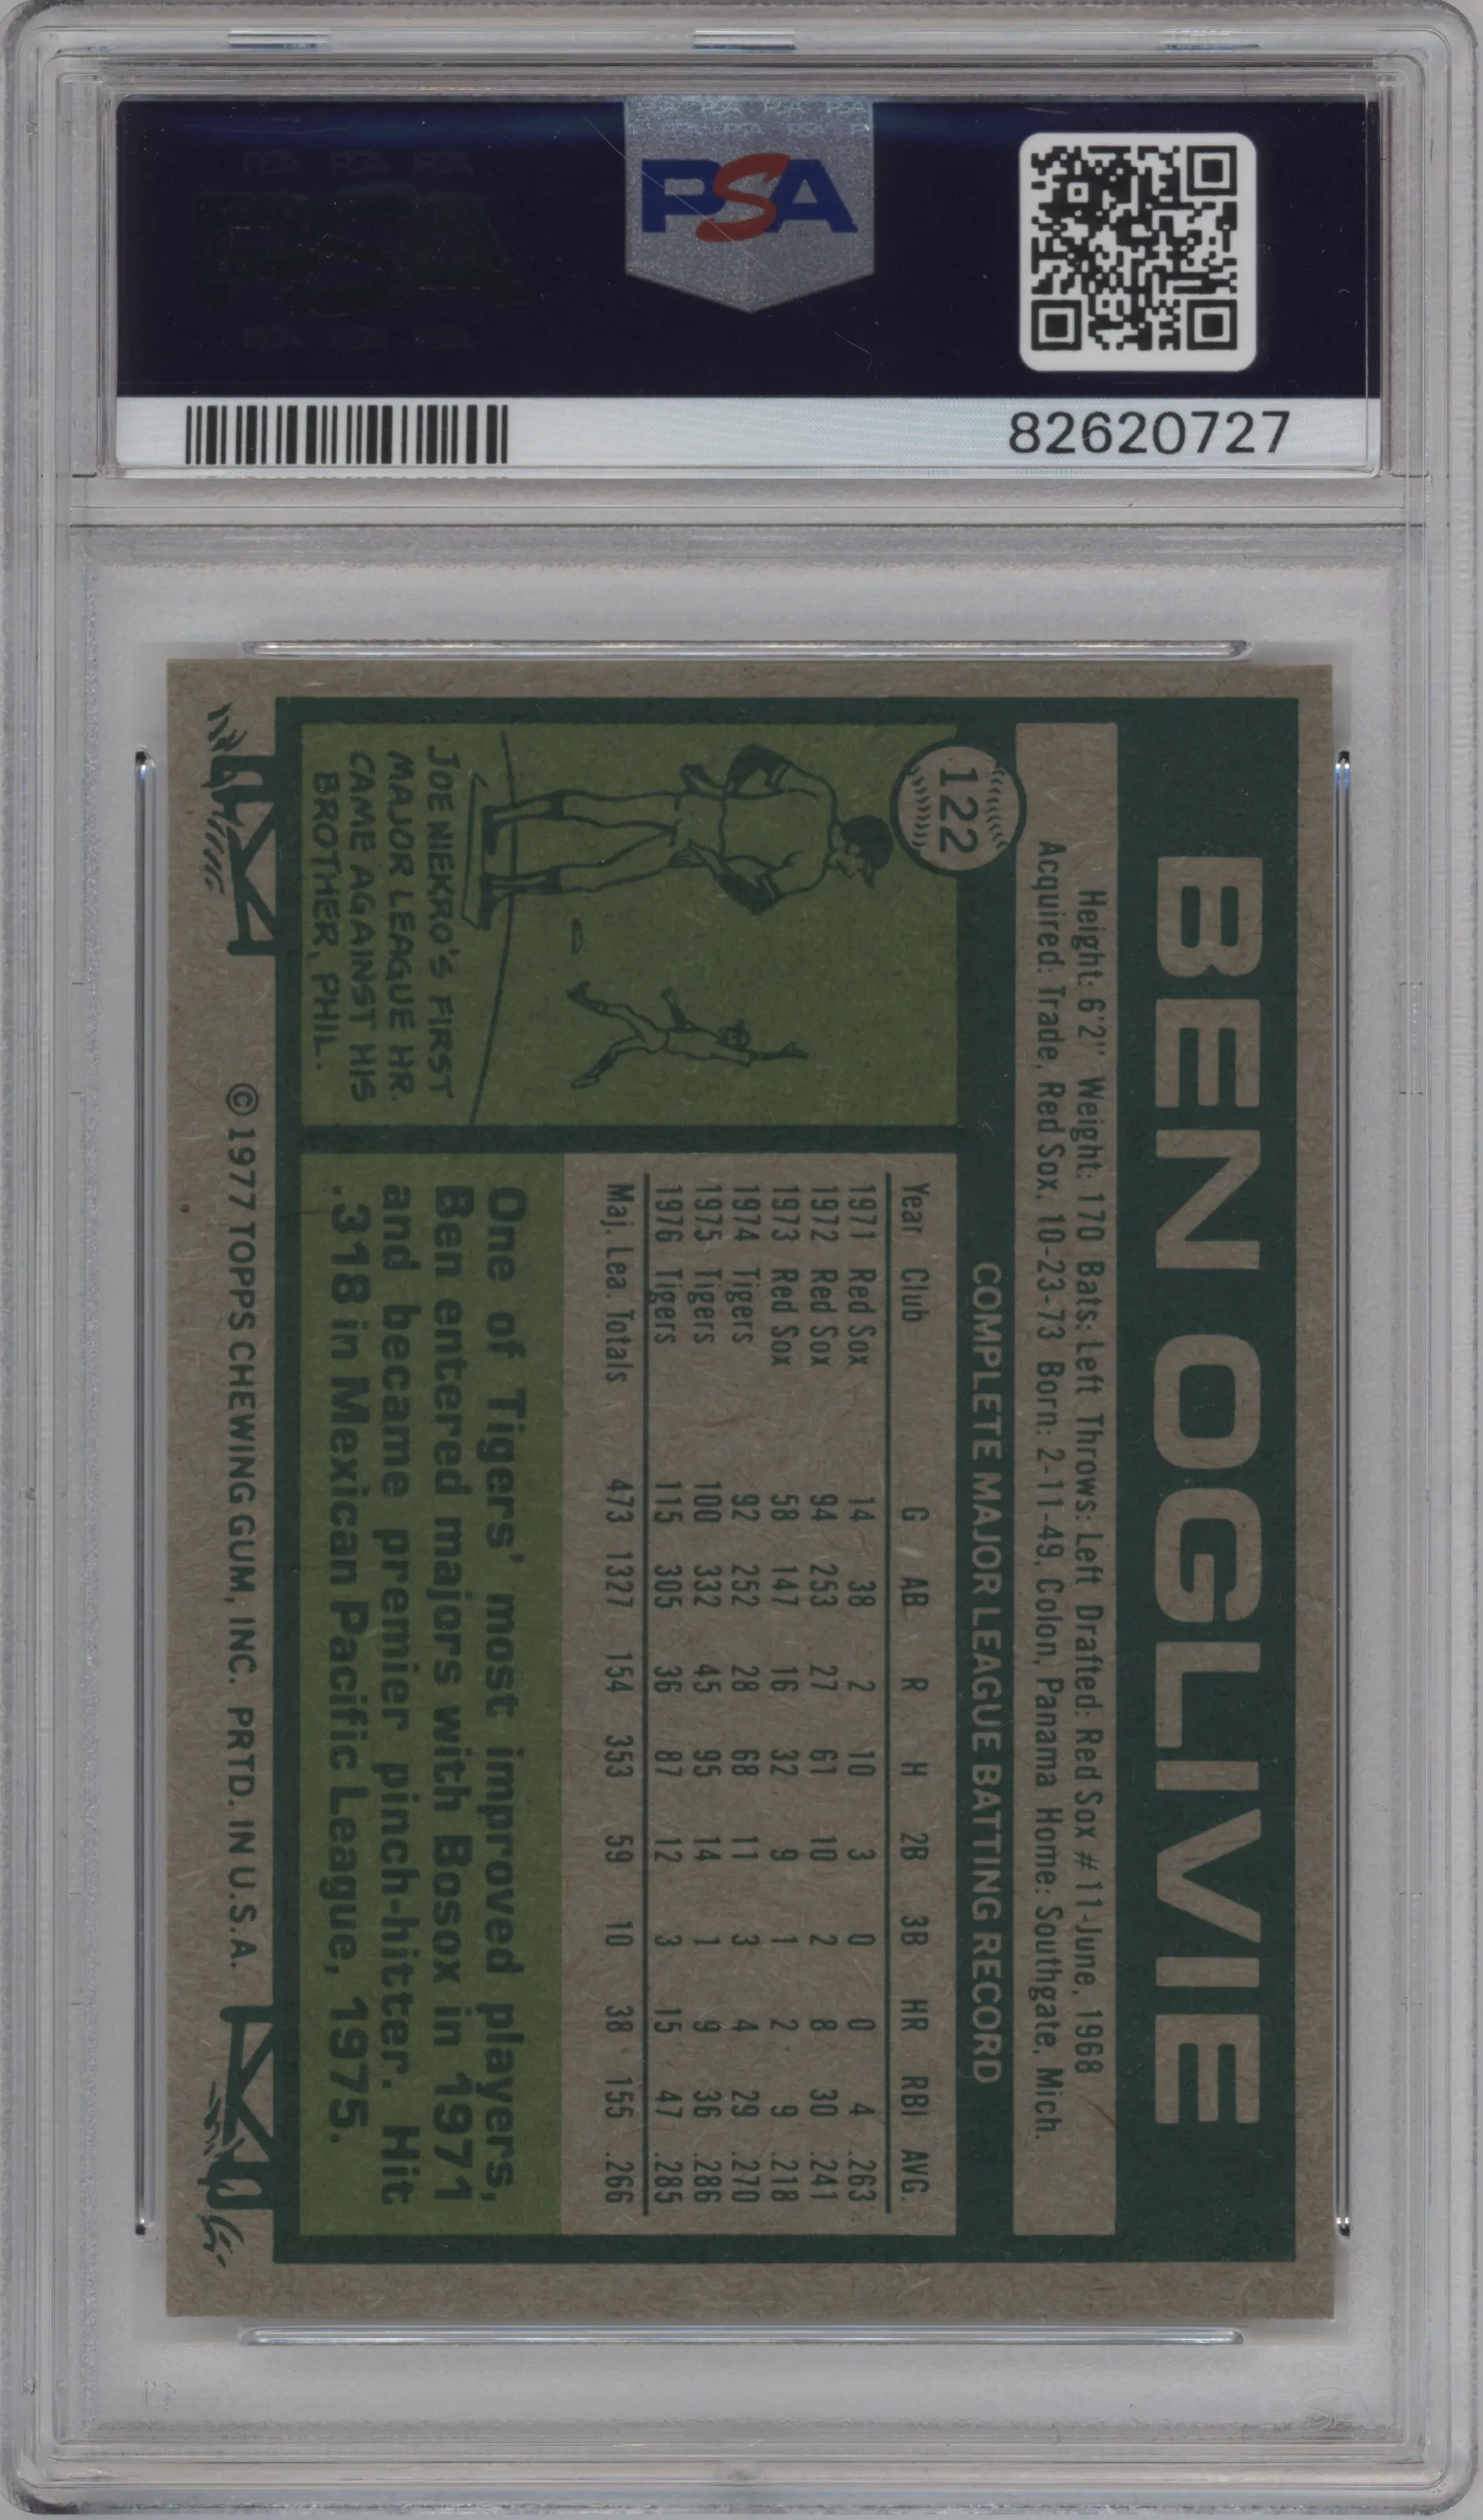 PSA
82620727
122
BEN OGLIVIE
Height: 6'2" Weight: 170 Bats: Left Throws: Left Drafted: Red Sox #11-June, 1968
Acquired: Trade, Red Sox, 10-23-73 Born: 2-11-49, Colon, Panama Home: Southgate, Mich.
COMPLETE MAJOR LEAGUE BATTING RECORD
Year Club G AB R H 2B 3B HR RBI AVG.
1971 Red Sox 14 38 2 10 3 0 0 4 .263
1972 Red Sox 94 253 27 61 10 2 8 30 .241
1973 Red Sox 58 147 16 32 9 1 2 9 .218
1974 Tigers 92 252 28 68 11 3 4 29 .270
1975 Tigers 100 332 45 95 14 1 9 36 .286
1976 Tigers 115 305 36 87 12 3 15 47 .285
Maj. Lea. Totals 473 1327 154 353 59 10 38 155 .266
JOE NIEKRO'S FIRST
MAJOR LEAGUE HR
CAME AGAINST HIS
BROTHER, PHIL.
One of Tigers' most improved players,
Ben entered majors with Bosox in 1971
and became premier pinch-hitter. Hit
.318 in Mexican Pacific League, 1975.
© 1977 TOPPS CHEWING GUM, INC. PRTD. IN U.S.A.